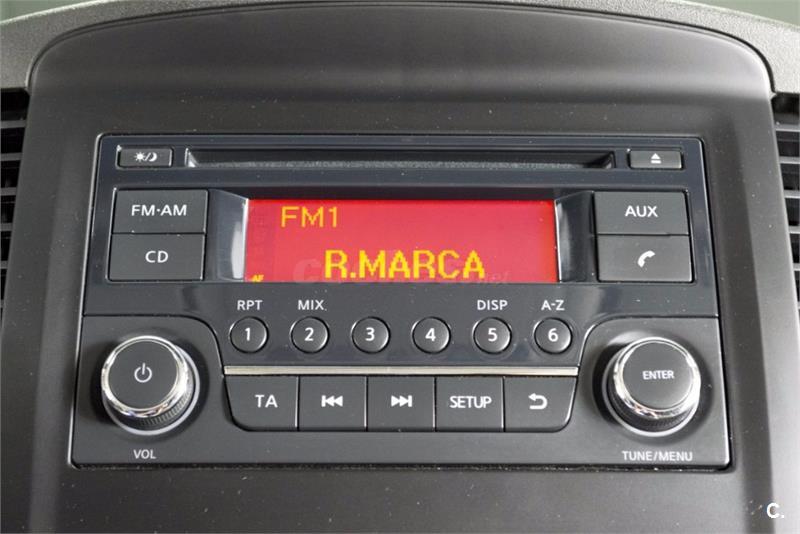 FM·AM
CD
FM1
R.MARCA
AF
AUX
RPT MIX DISP A-Z
1 2 3 4 5 6
TA SETUP
VOL
ENTER
TUNE/MENU
C.